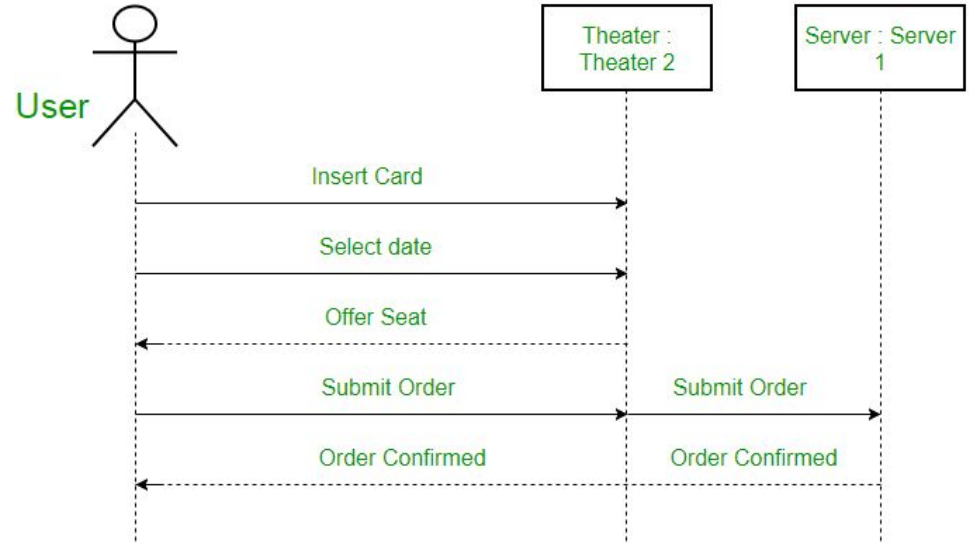 Theater :
Theater 2
Server : Server
1
User
Insert Card
Select date
Offer Seat
Submit Order
Submit Order
Order Confirmed
Order Confirmed